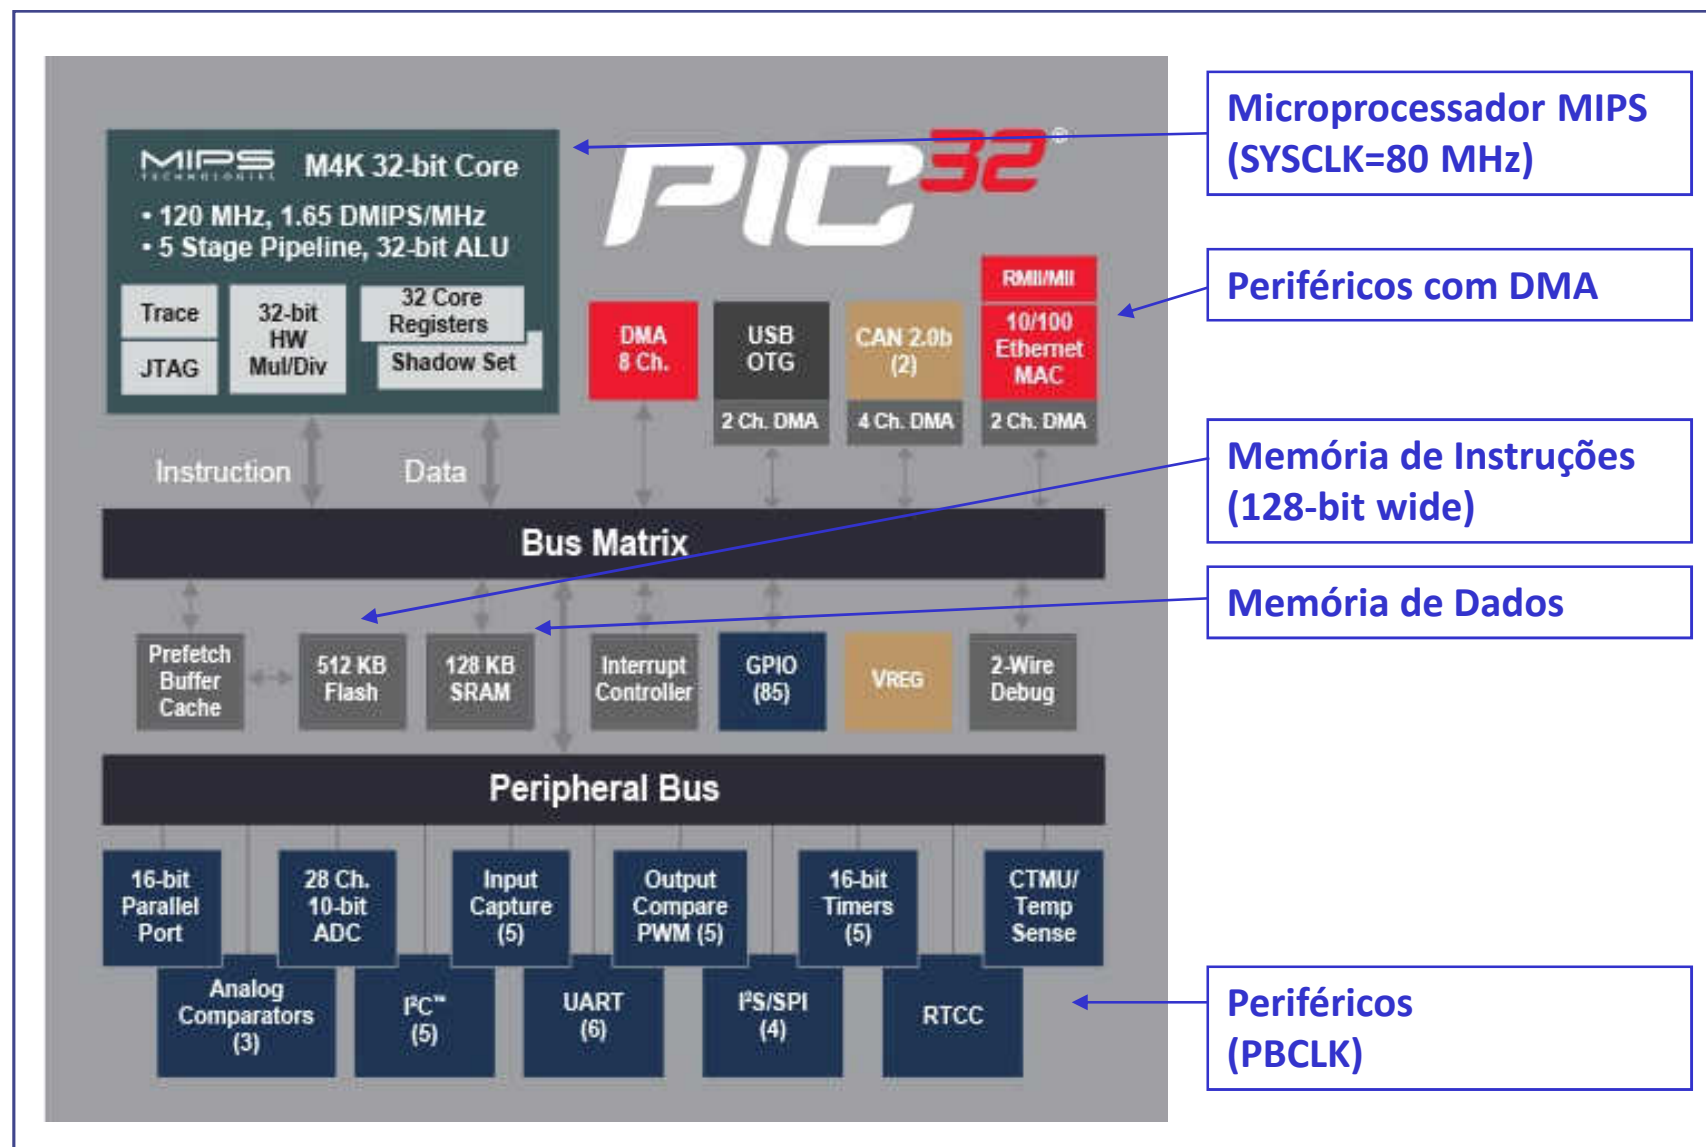 MIPS
TECHNOLOGIES
M4K 32-bit Core
• 120 MHz, 1.65 DMIPS/MHz
• 5 Stage Pipeline, 32-bit ALU
Trace
JTAG
32-bit
HW
Mul/Div
32 Core
Registers
Shadow Set
PIC32®
DMA
8 Ch.
USB
OTG
2 Ch. DMA
CAN 2.0b
(2)
4 Ch. DMA
RMII/MII
10/100
Ethernet
MAC
2 Ch. DMA
Instruction
Data
Bus Matrix
Prefetch
Buffer
Cache
512 KB
Flash
128 KB
SRAM
Interrupt
Controller
GPIO
(85)
VREG
2-Wire
Debug
Peripheral Bus
16-bit
Parallel
Port
28 Ch.
10-bit
ADC
Input
Capture
(5)
Output
Compare
PWM (5)
16-bit
Timers
(5)
CTMU/
Temp
Sense
Analog
Comparators
(3)
I²C™
(5)
UART
(6)
I²S/SPI
(4)
RTCC
Microprocessador MIPS
(SYSCLK=80 MHz)
Periféricos com DMA
Memória de Instruções
(128-bit wide)
Memória de Dados
Periféricos
(PBCLK)